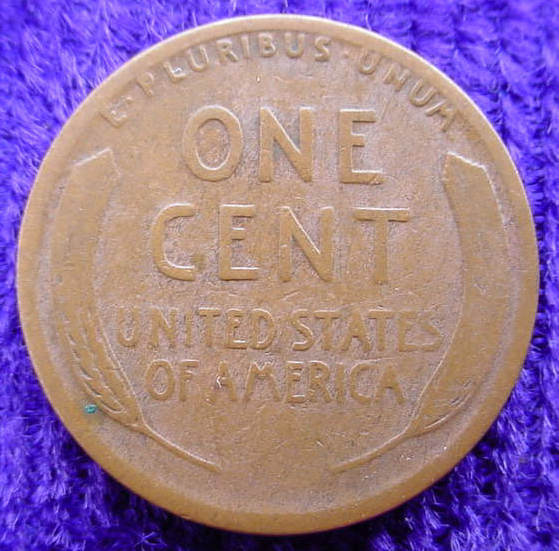 E·PLURIBUS·UNUM
ONE
CENT
UNITED STATES
OF AMERICA